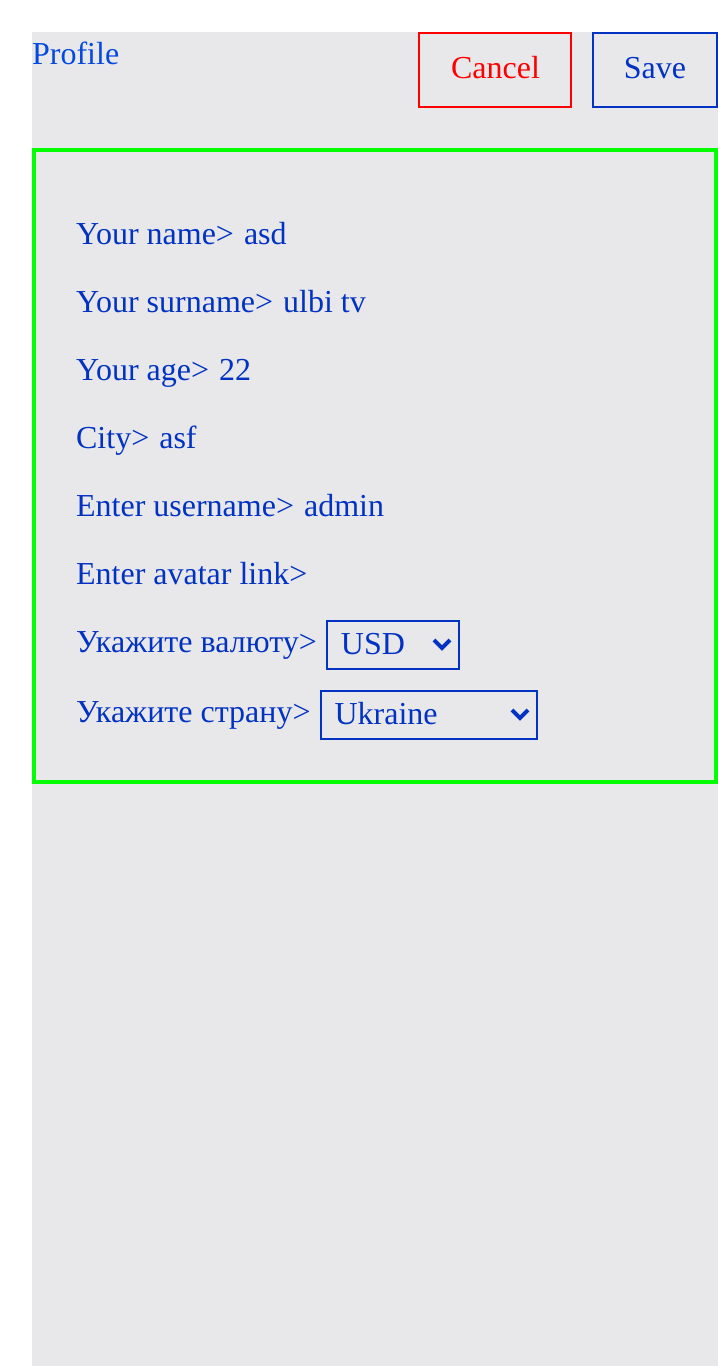 Profile Cancel Save
Your name> asd
Your surname> ulbi tv
Your age> 22
City> asf
Enter username> admin
Enter avatar link>
Укажите валюту> USD
Укажите страну> Ukraine